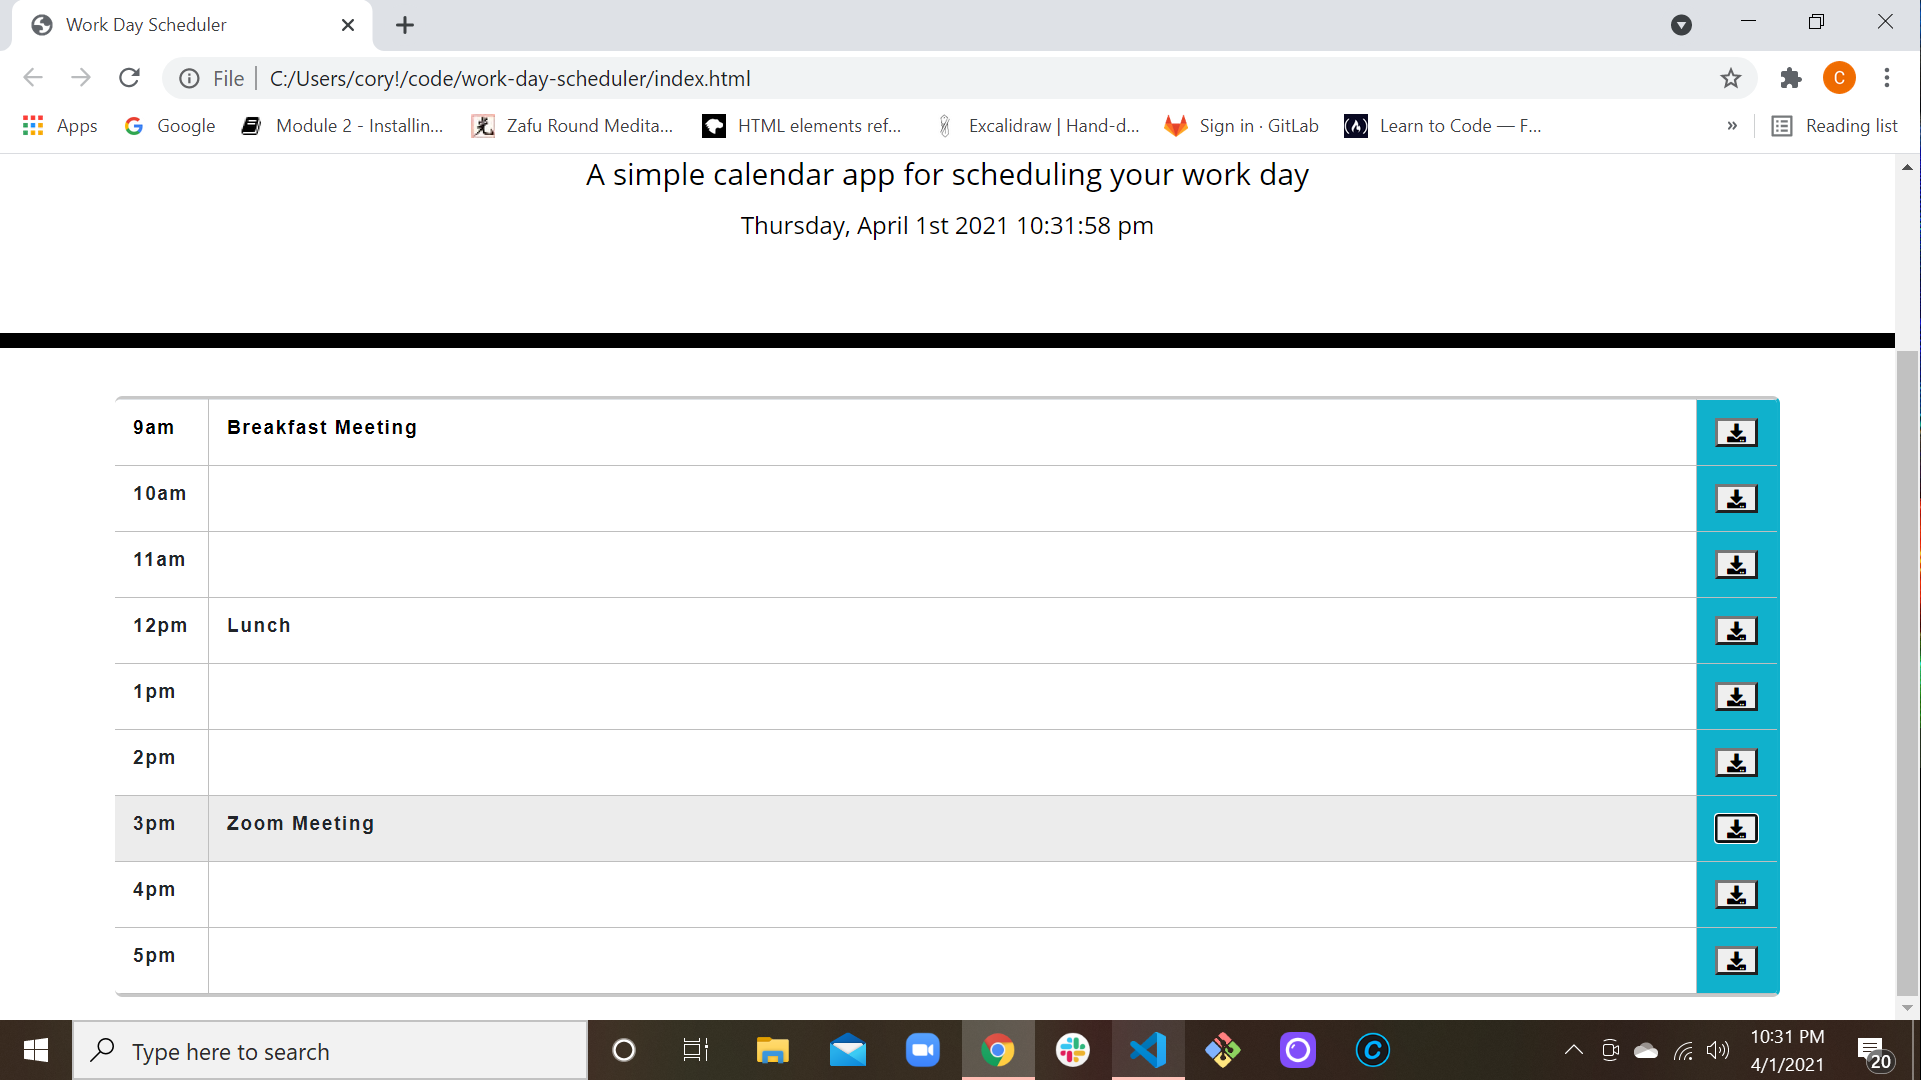 Work Day Scheduler
File C:/Users/cory!/code/work-day-scheduler/index.html C
Apps Google Module 2 - Installin... Zafu Round Medita... HTML elements ref... Excalidraw | Hand-d... Sign in · GitLab Learn to Code — F... » Reading list
A simple calendar app for scheduling your work day
Thursday, April 1st 2021 10:31:58 pm
9am Breakfast Meeting
10am
11am
12pm Lunch
1pm
2pm
3pm Zoom Meeting
4pm
5pm
Type here to search
10:31 PM
4/1/2021
20